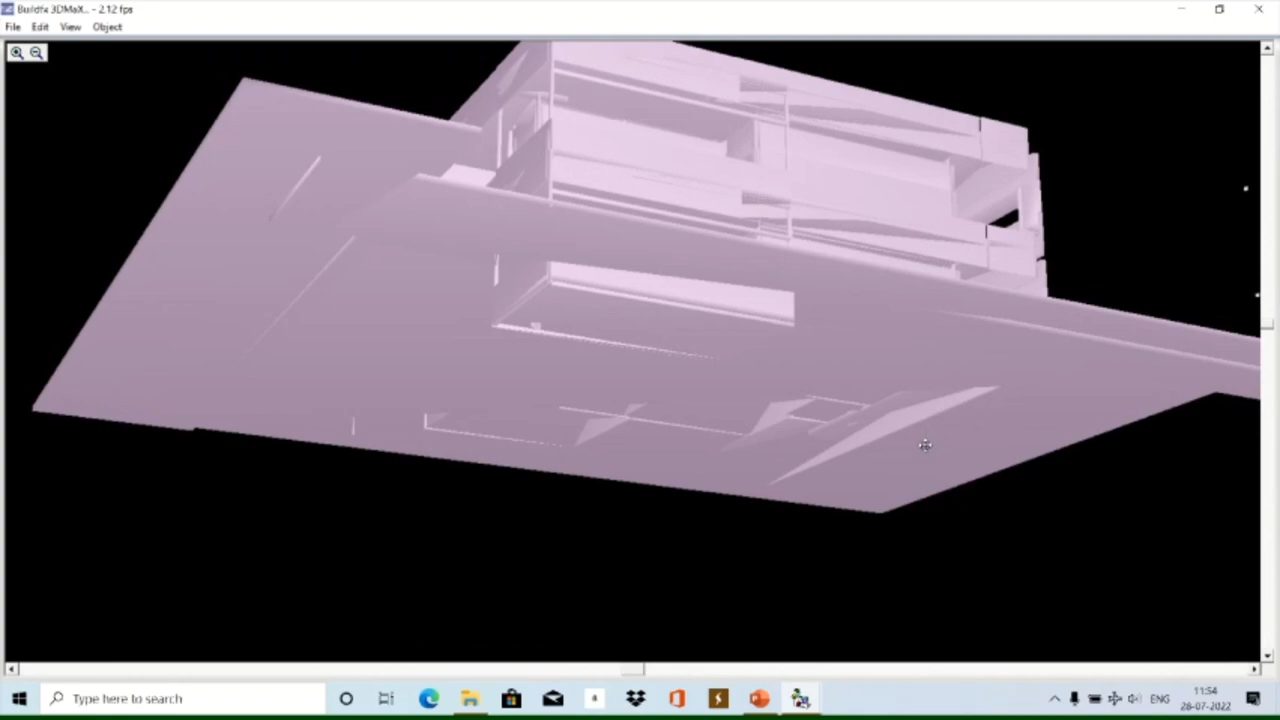 Buildfx 3DMaX.. - 2.12 fps
File Edit View Object
Type here to search
ENG
11:54
28-07-2022